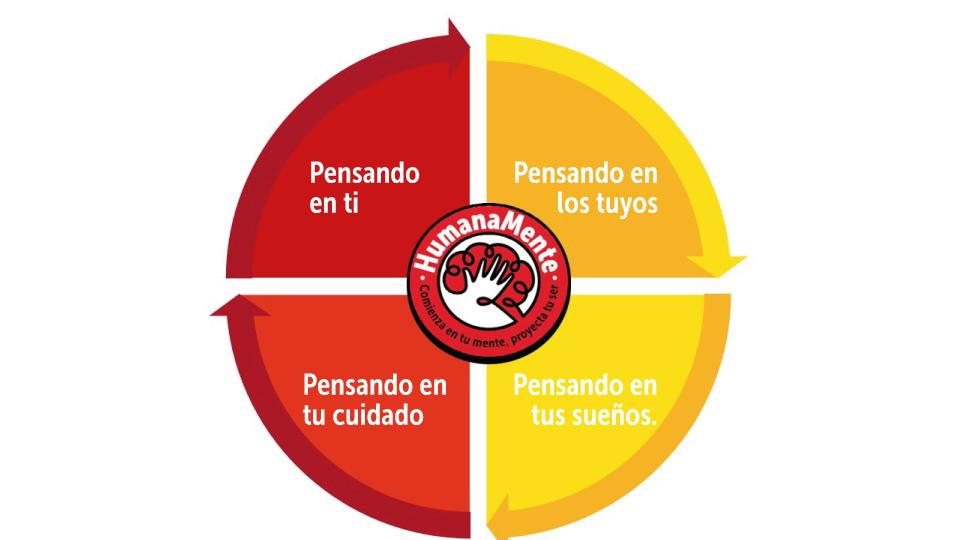 Pensando
en ti
Pensando en
los tuyos
·HumanaMente·
Comienza en tu mente, proyecta tu ser
Pensando en
tu cuidado
Pensando en
tus sueños.